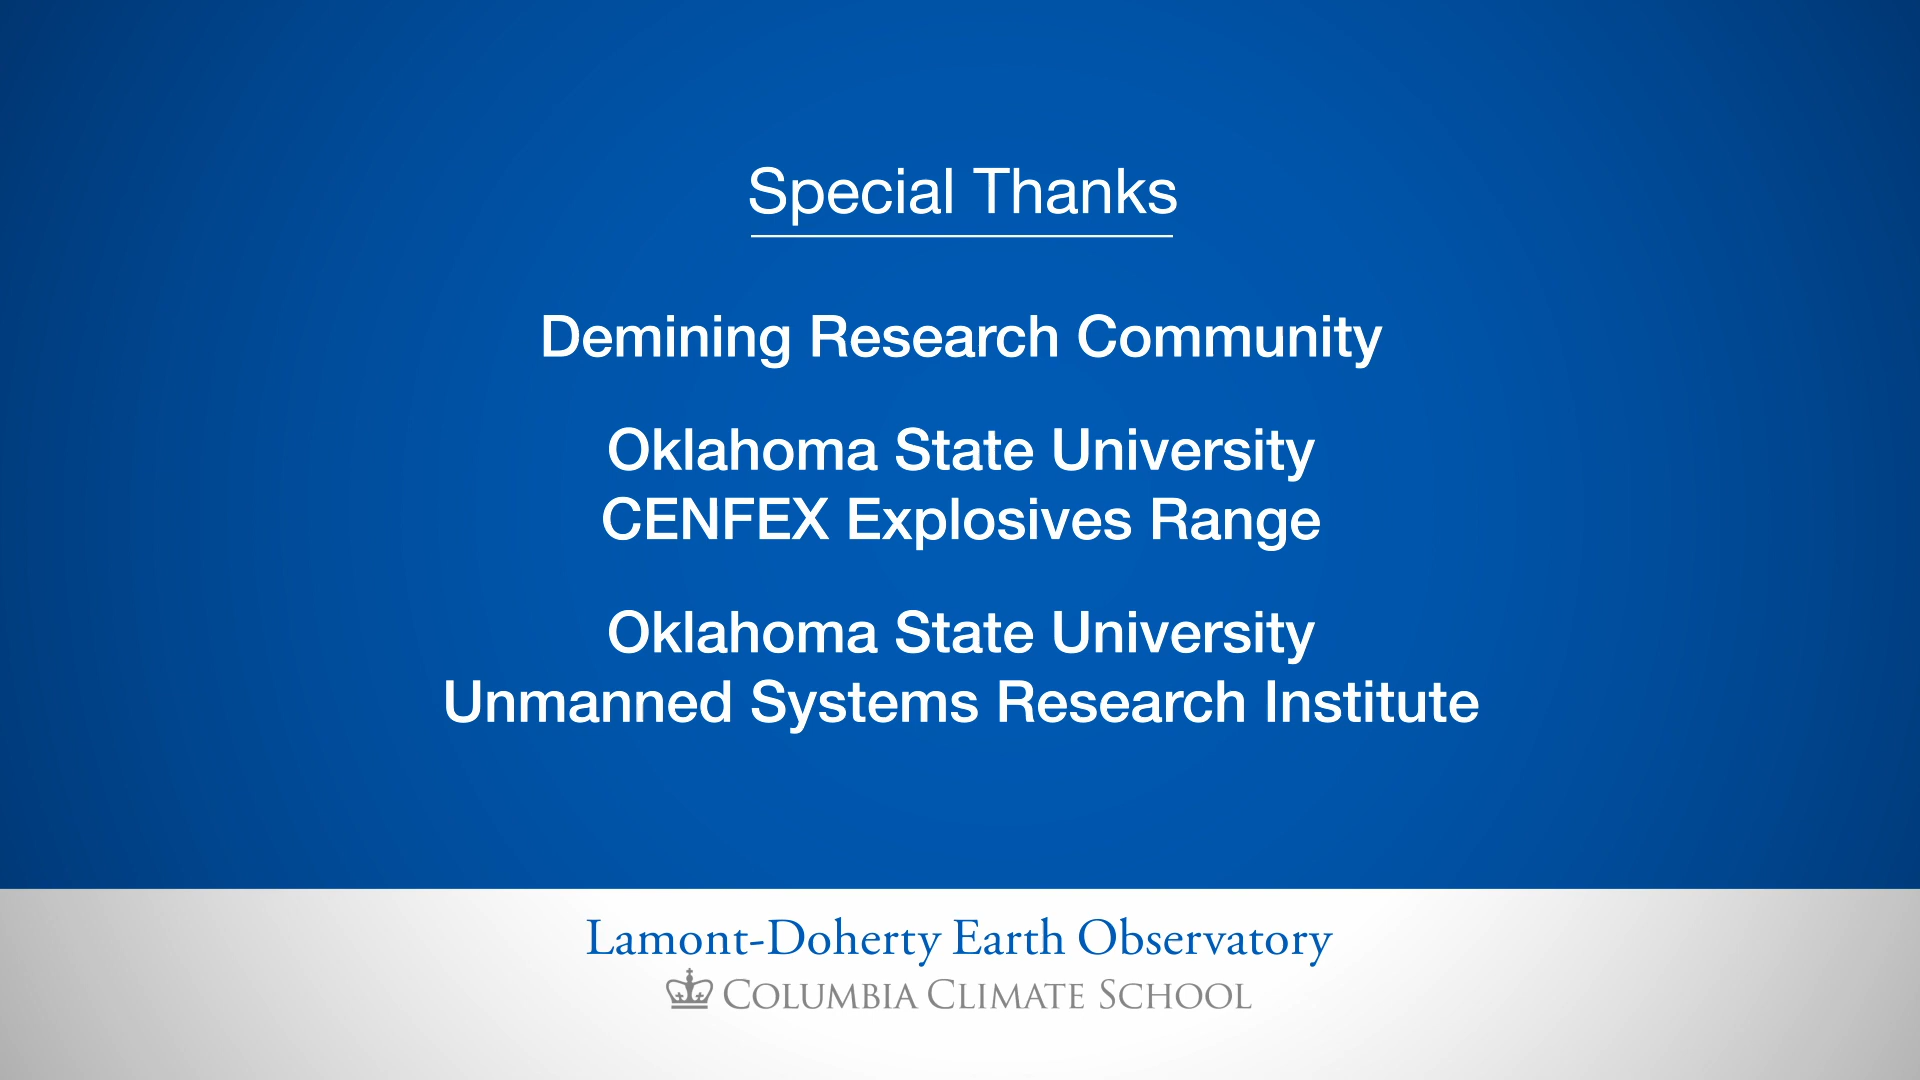 Special Thanks
Demining Research Community
Oklahoma State University
CENFEX Explosives Range
Oklahoma State University
Unmanned Systems Research Institute
Lamont-Doherty Earth Observatory
Columbia Climate School